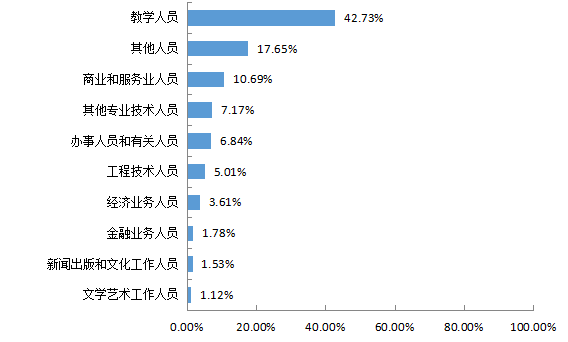 教学人员 42.73%
其他人员 17.65%
商业和服务业人员 10.69%
其他专业技术人员 7.17%
办事人员和有关人员 6.84%
工程技术人员 5.01%
经济业务人员 3.61%
金融业务人员 1.78%
新闻出版和文化工作人员 1.53%
文学艺术工作人员 1.12%
0.00% 20.00% 40.00% 60.00% 80.00% 100.00%